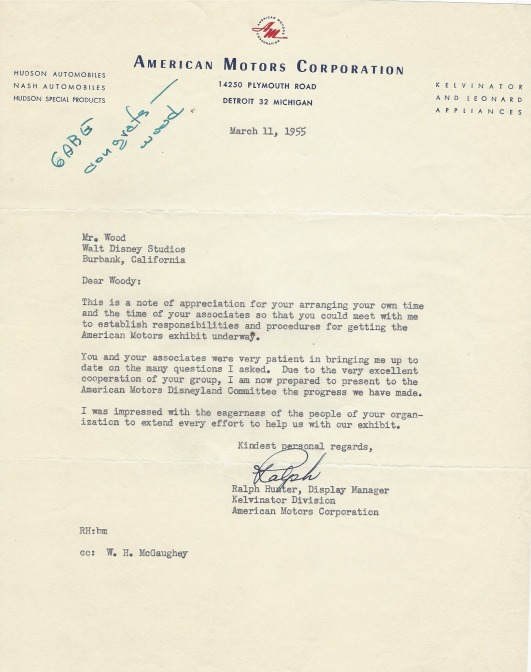 AMERICAN MOTORS
AM
CORPORATION
AMERICAN MOTORS CORPORATION
HUDSON AUTOMOBILES
NASH AUTOMOBILES
HUDSON SPECIAL PRODUCTS
14250 PLYMOUTH ROAD
DETROIT 32 MICHIGAN
KELVINATOR
AND LEONARD
APPLIANCES
GABE
congrats —
Wood
March 11, 1955
Mr. Wood
Walt Disney Studios
Burbank, California
Dear Woody:
This is a note of appreciation for your arranging your own time
and the time of your associates so that you could meet with me
to establish responsibilities and procedures for getting the
American Motors exhibit underway.
You and your associates were very patient in bringing me up to
date on the many questions I asked. Due to the very excellent
cooperation of your group, I am now prepared to present to the
American Motors Disneyland Committee the progress we have made.
I was impressed with the eagerness of the people of your organ-
ization to extend every effort to help us with our exhibit.
Kindest personal regards,
Ralph
Ralph Hunter, Display Manager
Kelvinator Division
American Motors Corporation
RH:bm
cc: W. H. McGaughey